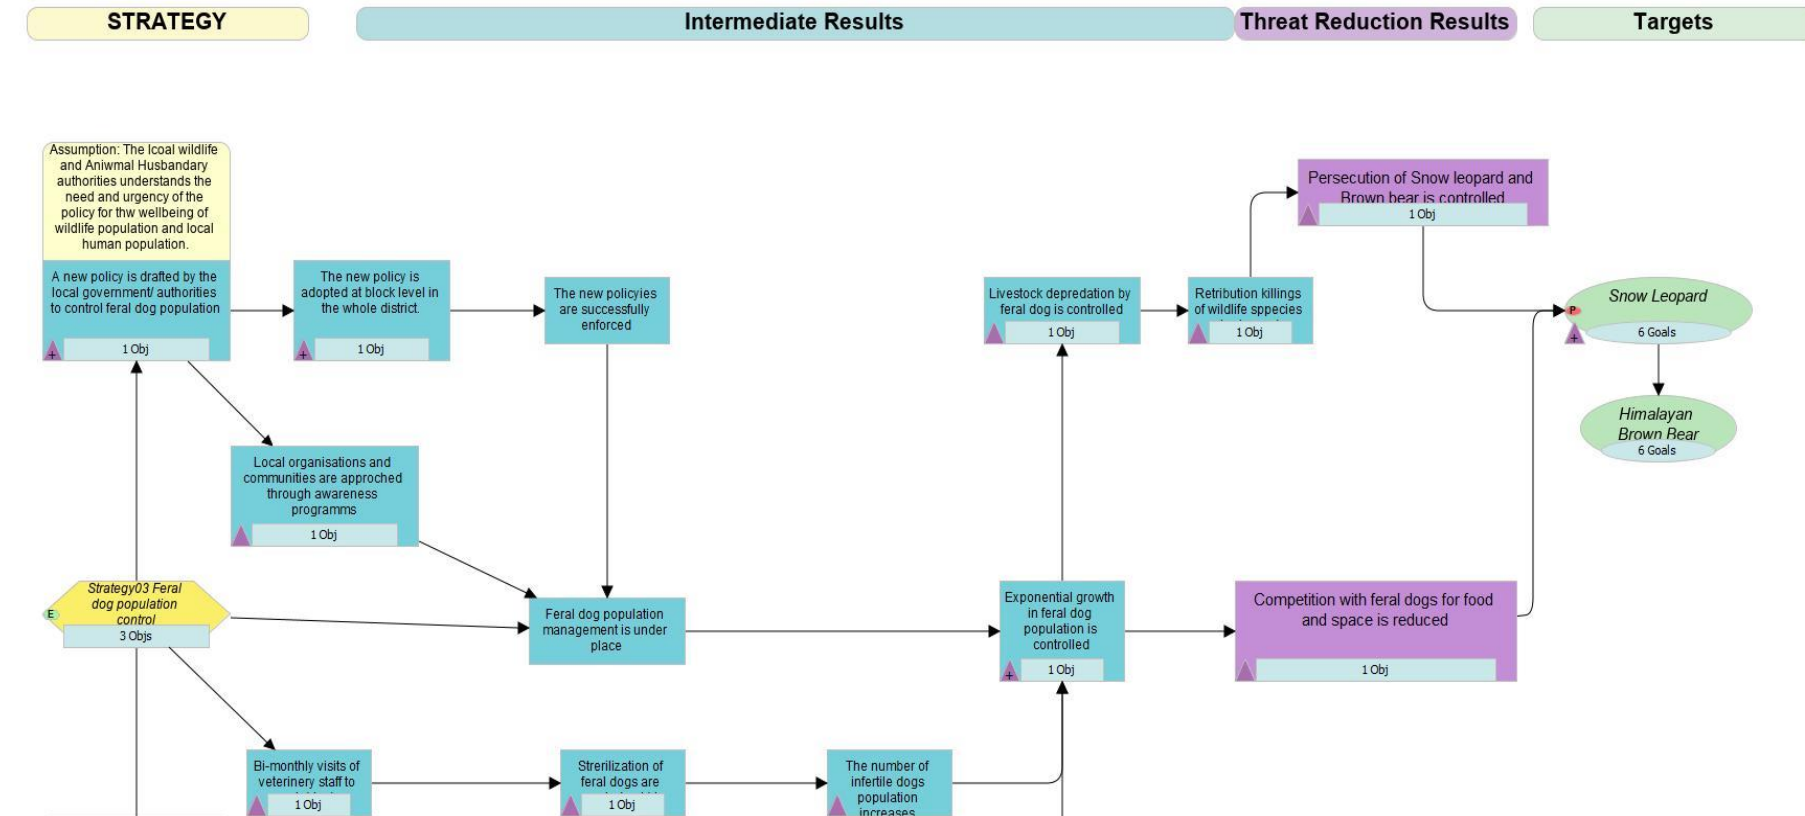 STRATEGY
Intermediate Results
Threat Reduction Results
Targets
Assumption: The lcoal wildlife
and Aniwmal Husbandary
authorities understands the
need and urgency of the
policy for thw wellbeing of
wildlife population and local
human population.
A new policy is drafted by the
local government/ authorities
to control feral dog population
+
1 Obj
The new policy is
adopted at block level in
the whole district.
+
1 Obj
The new policyies
are successfully
enforced
Livestock depredation by
feral dog is controlled
1 Obj
Retribution killings
of wildlife sppecies
1 Obj
Persecution of Snow leopard and
Brown bear is controlled
1 Obj
Snow Leopard
P
+
6 Goals
Himalayan
Brown Bear
6 Goals
Local organisations and
communities are approched
through awareness
programms
1 Obj
Strategy03 Feral
dog population
control
E
3 Objs
Feral dog population
management is under
place
Exponential growth
in feral dog
population is
controlled
+
1 Obj
Competition with feral dogs for food
and space is reduced
1 Obj
Bi-monthly visits of
veterinery staff to
1 Obj
Strerilization of
feral dogs are
1 Obj
The number of
infertile dogs
population
increases